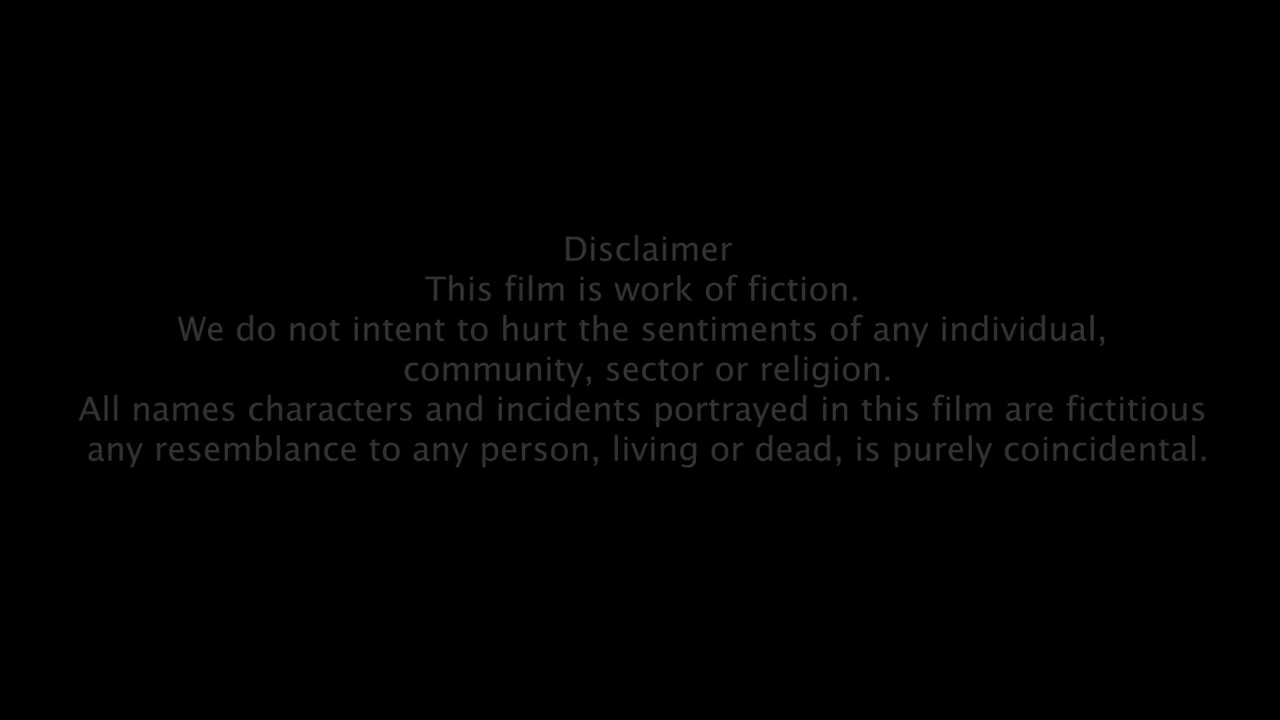 Disclaimer
This film is work of fiction.
We do not intent to hurt the sentiments of any individual,
community, sector or religion.
All names characters and incidents portrayed in this film are fictitious
any resemblance to any person, living or dead, is purely coincidental.